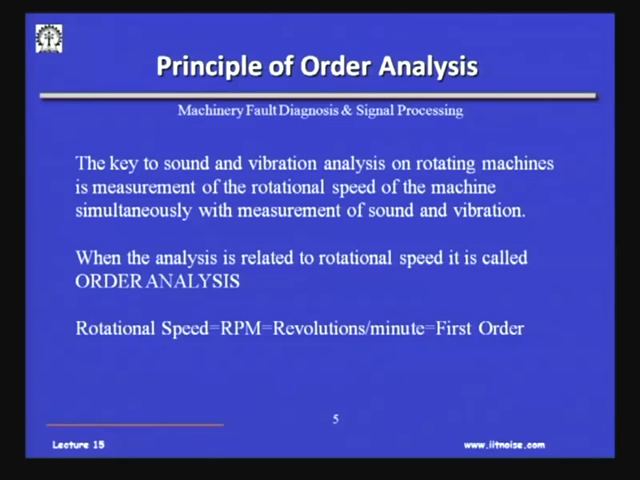 Principle of Order Analysis
Machinery Fault Diagnosis & Signal Processing
The key to sound and vibration analysis on rotating machines
is measurement of the rotational speed of the machine
simultaneously with measurement of sound and vibration.
When the analysis is related to rotational speed it is called
ORDER ANALYSIS
Rotational Speed=RPM=Revolutions/minute=First Order
5
Lecture 15
www.iitnoise.com